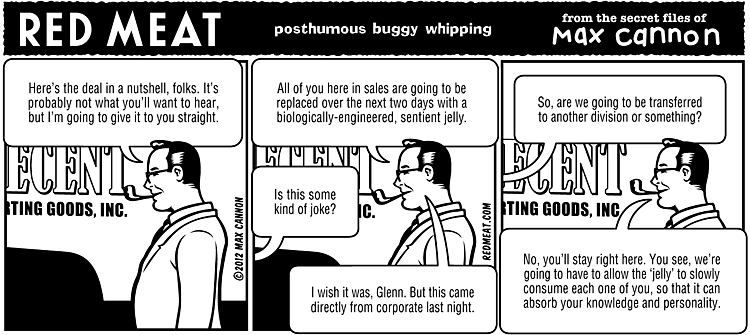 RED MEAT
posthumous buggy whipping
from the secret files of
Max cannon
Here's the deal in a nutshell, folks. It's
probably not what you'll want to hear,
but I'm going to give it to you straight.
ECENT
RTING GOODS, INC.
©2012 MAX CANNON
All of you here in sales are going to be
replaced over the next two days with a
biologically-engineered, sentient jelly.
ECENT
Is this some
kind of joke?
C.
I wish it was, Glenn. But this came
directly from corporate last night.
REDMEAT.COM
So, are we going to be transferred
to another division or something?
ECENT
RTING GOODS, INC
No, you'll stay right here. You see, we're
going to have to allow the 'jelly' to slowly
consume each one of you, so that it can
absorb your knowledge and personality.